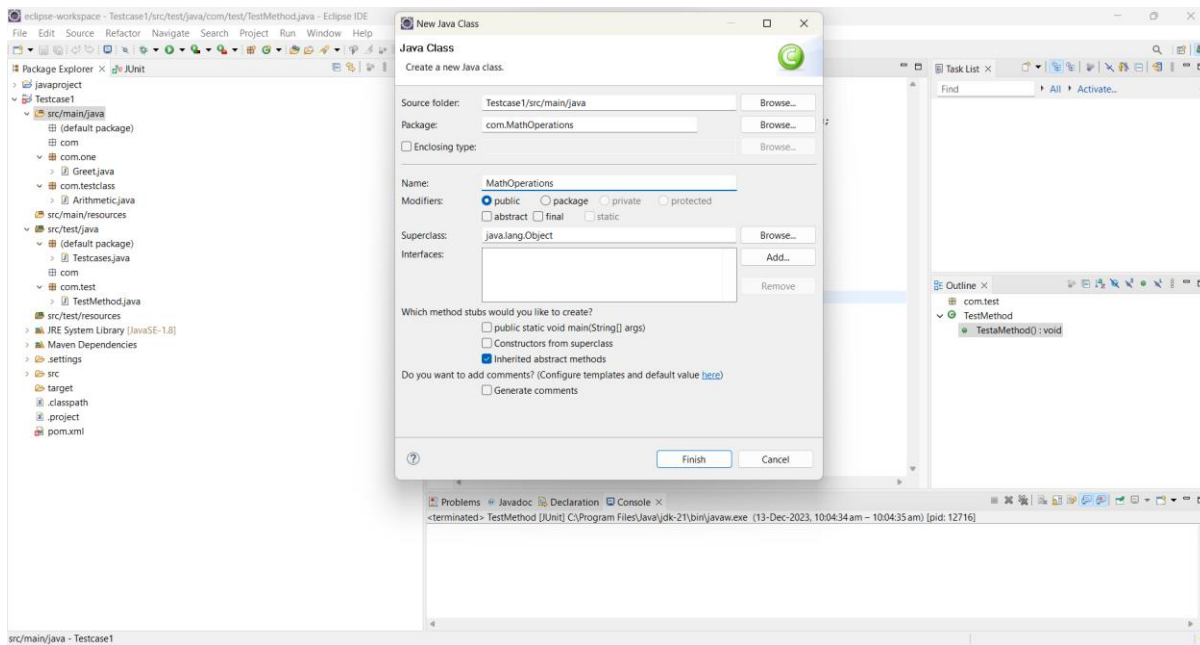 eclipse-workspace - Testcase1/src/test/java/com/test/TestMethod.java - Eclipse IDE
File Edit Source Refactor Navigate Search Project Run Window Help
Package Explorer × JUnit
javaproject
Testcase1
src/main/java
(default package)
com
com.one
Greet.java
com.testclass
Arithmetic.java
src/main/resources
src/test/java
(default package)
Testcases.java
com
com.test
TestMethod.java
src/test/resources
JRE System Library [JavaSE-1.8]
Maven Dependencies
.settings
src
target
.classpath
.project
pom.xml
New Java Class
Java Class
Create a new Java class.
Source folder: Testcase1/src/main/java Browse...
Package: com.MathOperations Browse...
Enclosing type: Browse...
Name: MathOperations
Modifiers: public package private protected
abstract final static
Superclass: java.lang.Object Browse...
Interfaces: Add...
Remove
Which method stubs would you like to create?
public static void main(String[] args)
Constructors from superclass
Inherited abstract methods
Do you want to add comments? (Configure templates and default value here)
Generate comments
Finish Cancel
;
Task List ×
Find All Activate...
Outline ×
com.test
TestMethod
TestaMethod() : void
Problems Javadoc Declaration Console ×
<terminated> TestMethod [JUnit] C:\Program Files\Java\jdk-21\bin\javaw.exe (13-Dec-2023, 10:04:34 am – 10:04:35 am) [pid: 12716]
src/main/java - Testcase1